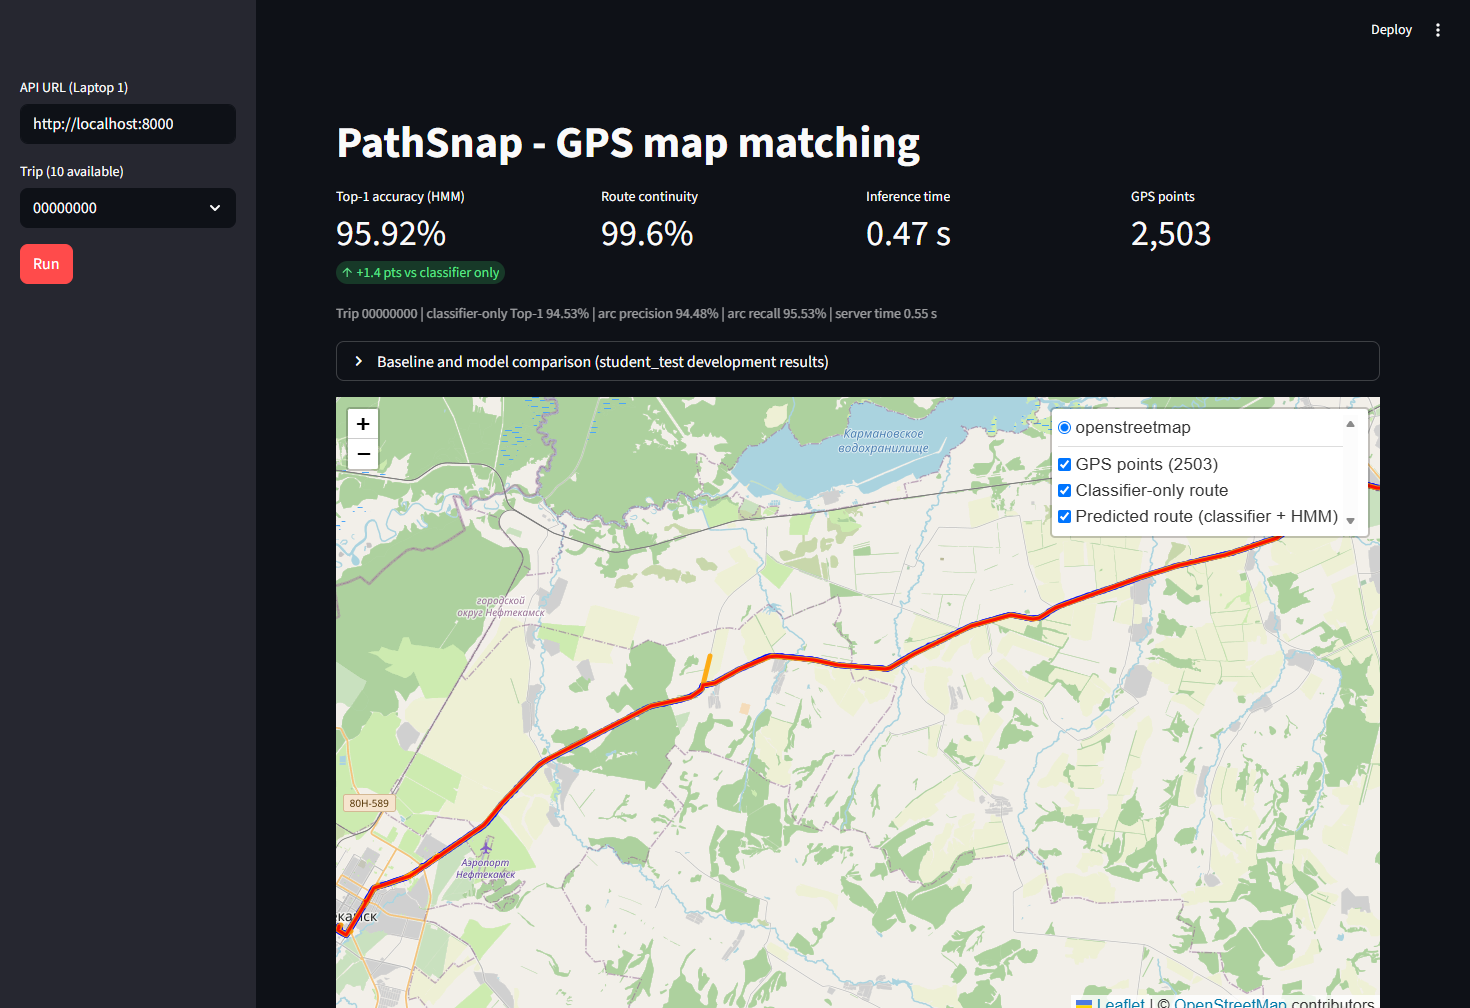 Deploy
API URL (Laptop 1)
http://localhost:8000
Trip (10 available)
00000000
Run
PathSnap - GPS map matching
Top-1 accuracy (HMM)
Route continuity
Inference time
GPS points
95.92%
99.6%
0.47 s
2,503
↑ +1.4 pts vs classifier only
Trip 00000000 | classifier-only Top-1 94.53% | arc precision 94.48% | arc recall 95.53% | server time 0.55 s
Baseline and model comparison (student_test development results)
+
−
openstreetmap
GPS points (2503)
Classifier-only route
Predicted route (classifier + HMM)
Кармановское
водохранилище
городской
округ Нефтекамск
80Н-589
Аэропорт
Нефтекамск
екамск
Leaflet | © OpenStreetMap contributors